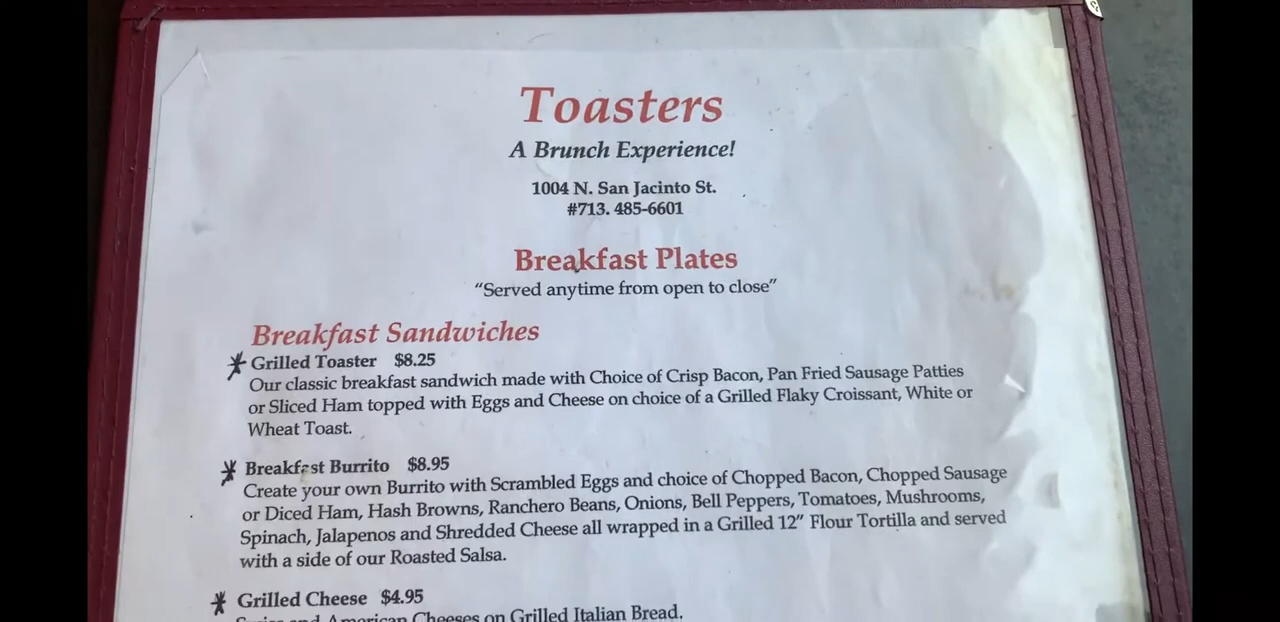 Toasters
A Brunch Experience!
1004 N. San Jacinto St.
#713. 485-6601
Breakfast Plates
“Served anytime from open to close”
Breakfast Sandwiches
Grilled Toaster $8.25
Our classic breakfast sandwich made with Choice of Crisp Bacon, Pan Fried Sausage Patties
or Sliced Ham topped with Eggs and Cheese on choice of a Grilled Flaky Croissant, White or
Wheat Toast.
Breakfast Burrito $8.95
Create your own Burrito with Scrambled Eggs and choice of Chopped Bacon, Chopped Sausage
or Diced Ham, Hash Browns, Ranchero Beans, Onions, Bell Peppers, Tomatoes, Mushrooms,
Spinach, Jalapenos and Shredded Cheese all wrapped in a Grilled 12” Flour Tortilla and served
with a side of our Roasted Salsa.
Grilled Cheese $4.95
and American Cheeses on Grilled Italian Bread.